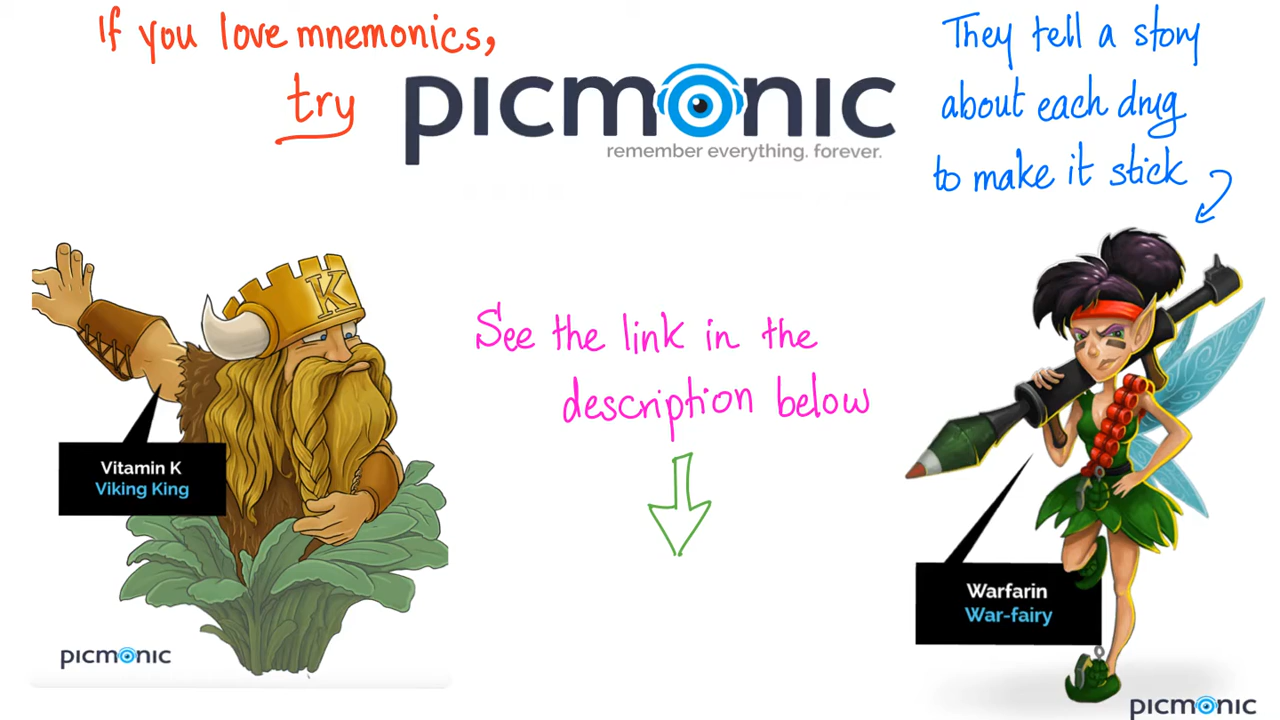 If you love mnemonics,
try
picmonic
remember everything. forever.
They tell a story
about each drug
to make it stick
K
See the link in the
description below
Vitamin K
Viking King
picmonic
Warfarin
War-fairy
picmonic